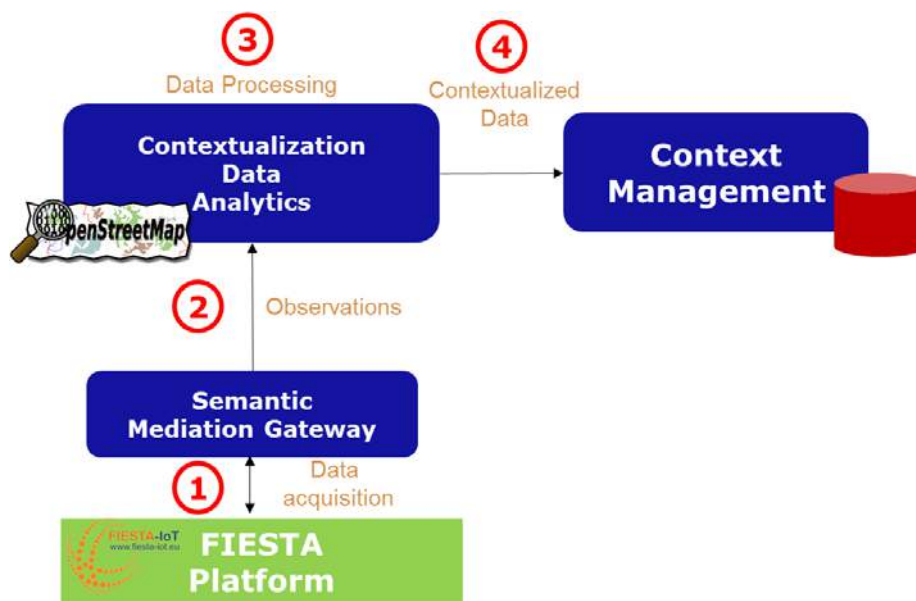 3
4
Data Processing
Contextualized
Data
Contextualization
Data
Analytics
Context
Management
penStreetMap
2
Observations
Semantic
Mediation Gateway
1
Data
acquisition
FIESTA-IoT
www.fiesta-iot.eu
FIESTA
Platform